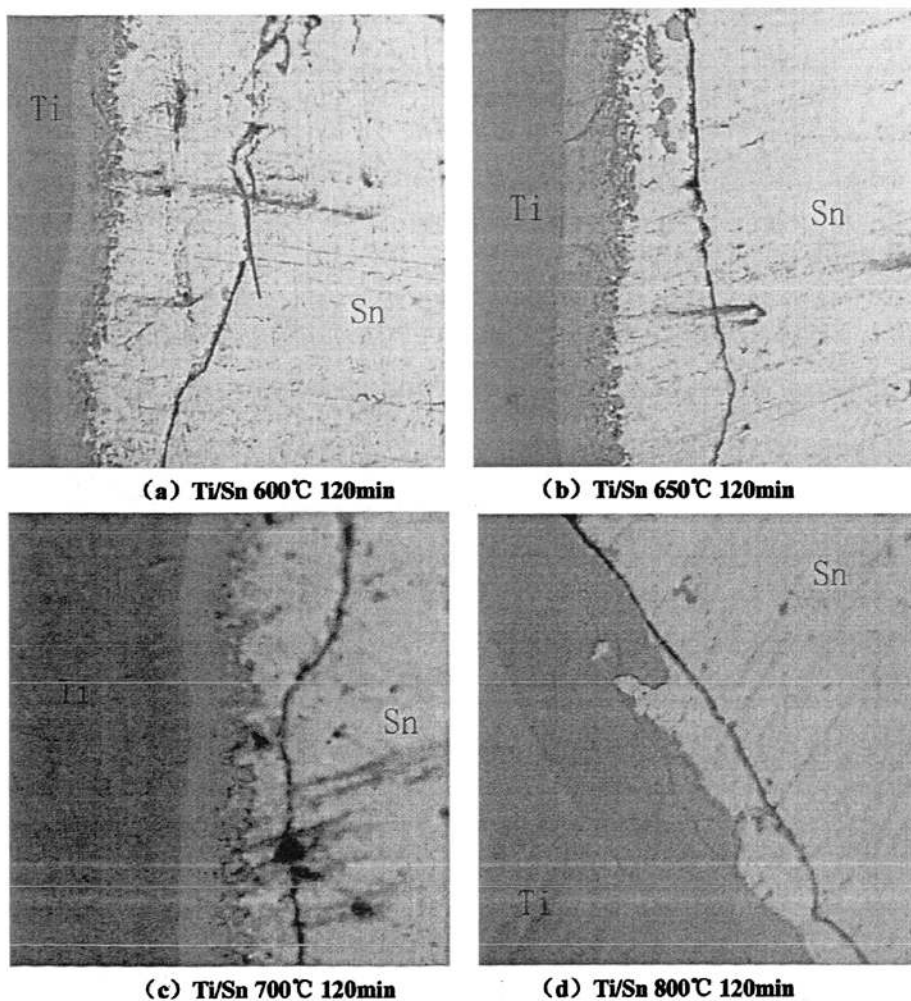 Ti
Sn
(a) Ti/Sn 600℃ 120min
Ti
Sn
(b) Ti/Sn 650℃ 120min
Ti
Sn
(c) Ti/Sn 700℃ 120min
Sn
Ti
(d) Ti/Sn 800℃ 120min